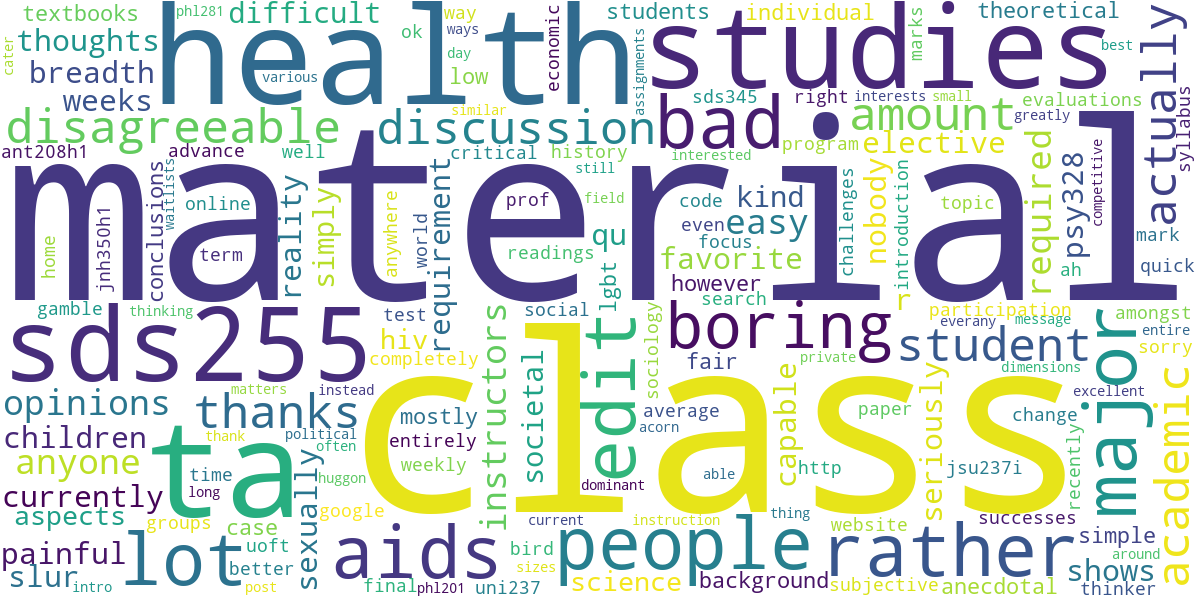 textbooks
phl281
difficult
health
ok
way
ways
day
low
economic
students
assignments
studies
individual
marks
theoretical
best
cater
thoughts
breadth
weeks
various
similar
sds345
right
interests
small
evaluations
greatly
actually
syllabus
disagreeable
discussion
bad
amount
elective
program
ant208h1
advance
well
critical
history
interested
still
material
jnh350h1
conclusions
waitlists
online
reality
simply
anywhere
world
requirement
prof
field
code
kind
even
easy
focus
challenges
nobody
introduction
topic
required
psy328
competitive
mark
quick
home
term
readings
qu
lgbt
favorite
however
search
r
ah
gamble
thinking
test
social
participation
everany
message
amongst
entire
sorry
sds255
hiv
completely
instructors
societal
edit
sociology
boring
fair
private
student
dimensions
major
excellent
academic
matters
instead
opinions
thanks
class
mostly
average
acorn
capable
paper
seriously
change
children
thank
political
often
entirely
weekly
anyone
ta
time
long
huggon
sexually
dominant
able
http
jsu237i
recently
currently
aspects
groups
case
google
current
instruction
thing
website
successes
simple
painful
lot
uoft
better
aids
bird
sizes
people
rather
around
shows
slur
intro
post
final
phl201
uni237
science
background
subjective
anecdotal
thinker